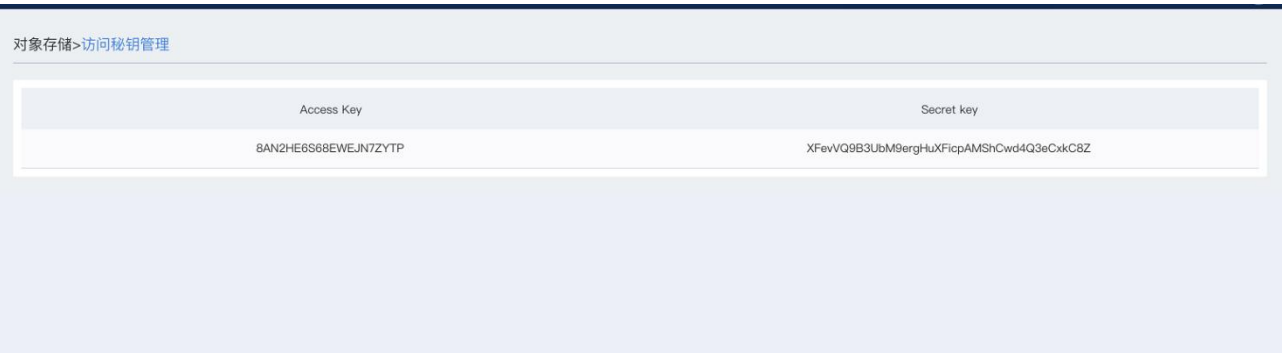 对象存储>访问秘钥管理
Access Key Secret key
8AN2HE6S68EWEJN7ZYTP XFevVQ9B3UbM9ergHuXFicpAMShCwd4Q3eCxkC8Z